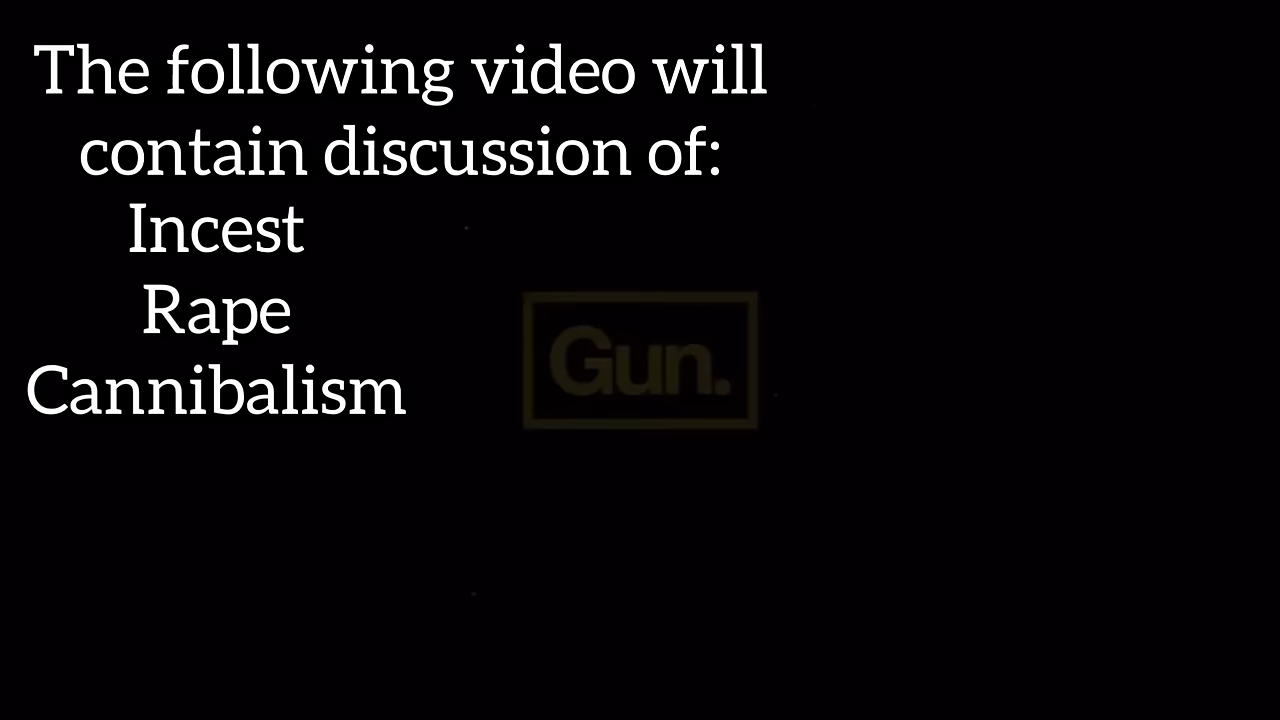 The following video will
contain discussion of:
Incest
Rape
Cannibalism
Gun.